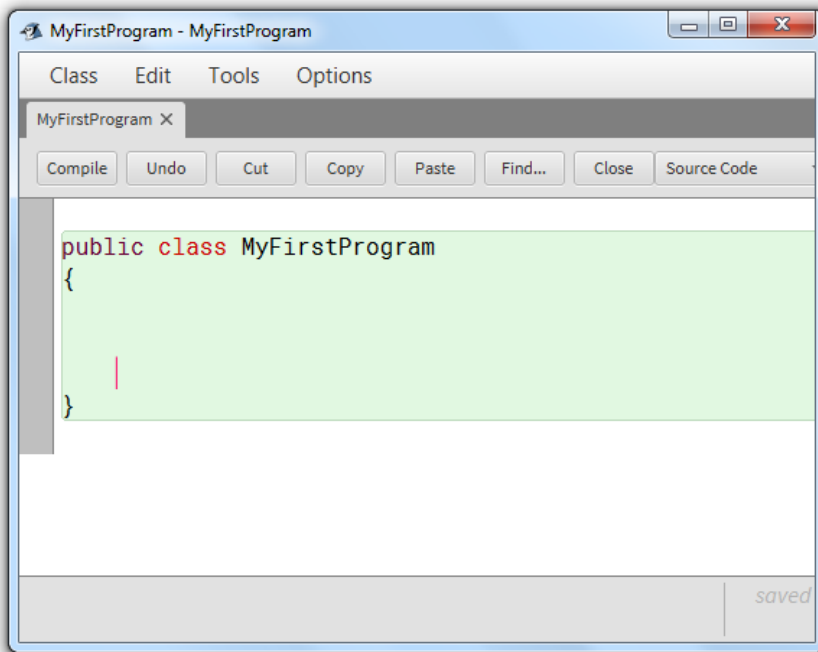 MyFirstProgram - MyFirstProgram
Class Edit Tools Options
MyFirstProgram
Compile Undo Cut Copy Paste Find... Close Source Code
public class MyFirstProgram
{
}
saved